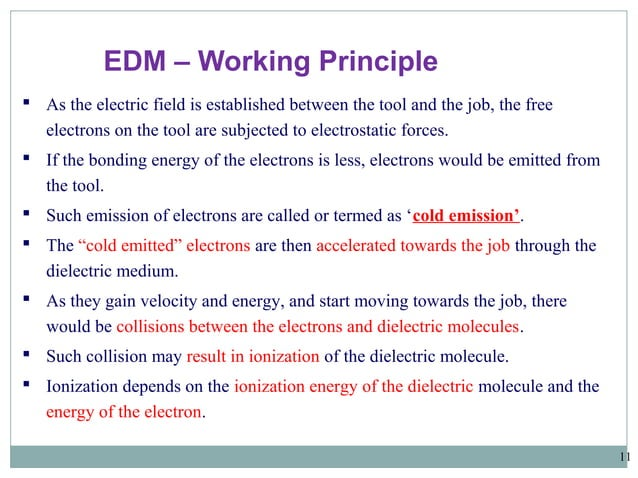 EDM – Working Principle
▪ As the electric field is established between the tool and the job, the free
electrons on the tool are subjected to electrostatic forces.
▪ If the bonding energy of the electrons is less, electrons would be emitted from
the tool.
▪ Such emission of electrons are called or termed as ‘cold emission’.
▪ The “cold emitted” electrons are then accelerated towards the job through the
dielectric medium.
▪ As they gain velocity and energy, and start moving towards the job, there
would be collisions between the electrons and dielectric molecules.
▪ Such collision may result in ionization of the dielectric molecule.
▪ Ionization depends on the ionization energy of the dielectric molecule and the
energy of the electron.
11